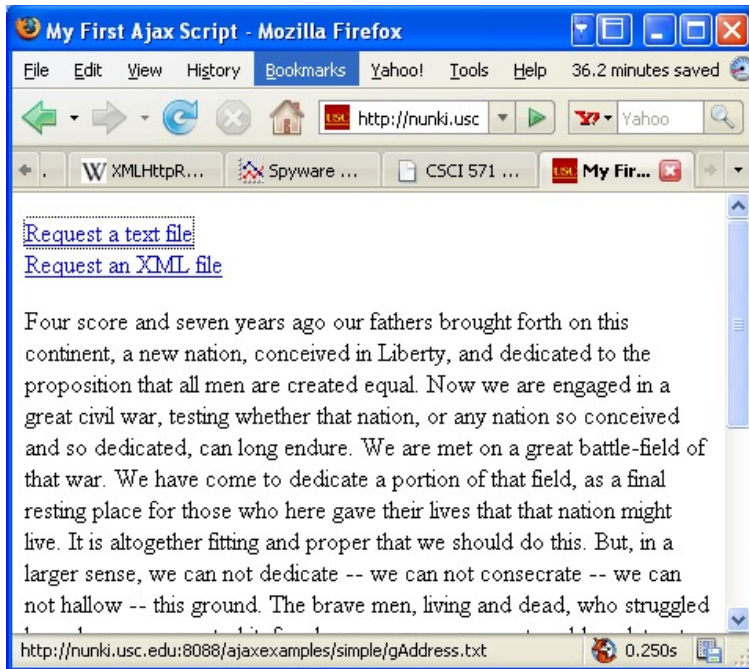 My First Ajax Script - Mozilla Firefox
File Edit View History Bookmarks Yahoo! Tools Help 36.2 minutes saved
USC http://nunki.usc Y! Yahoo
. W XMLHttpR... Spyware ... CSCI 571 ... USC My Fir...
Request a text file
Request an XML file
Four score and seven years ago our fathers brought forth on this
continent, a new nation, conceived in Liberty, and dedicated to the
proposition that all men are created equal. Now we are engaged in a
great civil war, testing whether that nation, or any nation so conceived
and so dedicated, can long endure. We are met on a great battle-field of
that war. We have come to dedicate a portion of that field, as a final
resting place for those who here gave their lives that that nation might
live. It is altogether fitting and proper that we should do this. But, in a
larger sense, we can not dedicate -- we can not consecrate -- we can
not hallow -- this ground. The brave men, living and dead, who struggled
http://nunki.usc.edu:8088/ajaxexamples/simple/gAddress.txt 0.250s